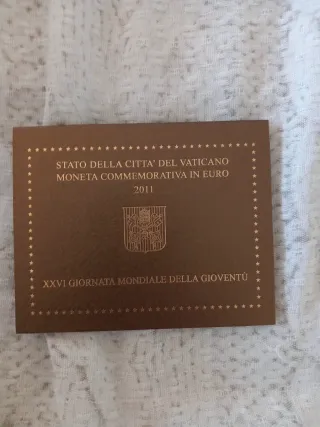 STATO DELLA CITTA' DEL VATICANO
MONETA COMMEMORATIVA IN EURO
2011
XXVI GIORNATA MONDIALE DELLA GIOVENTÙ